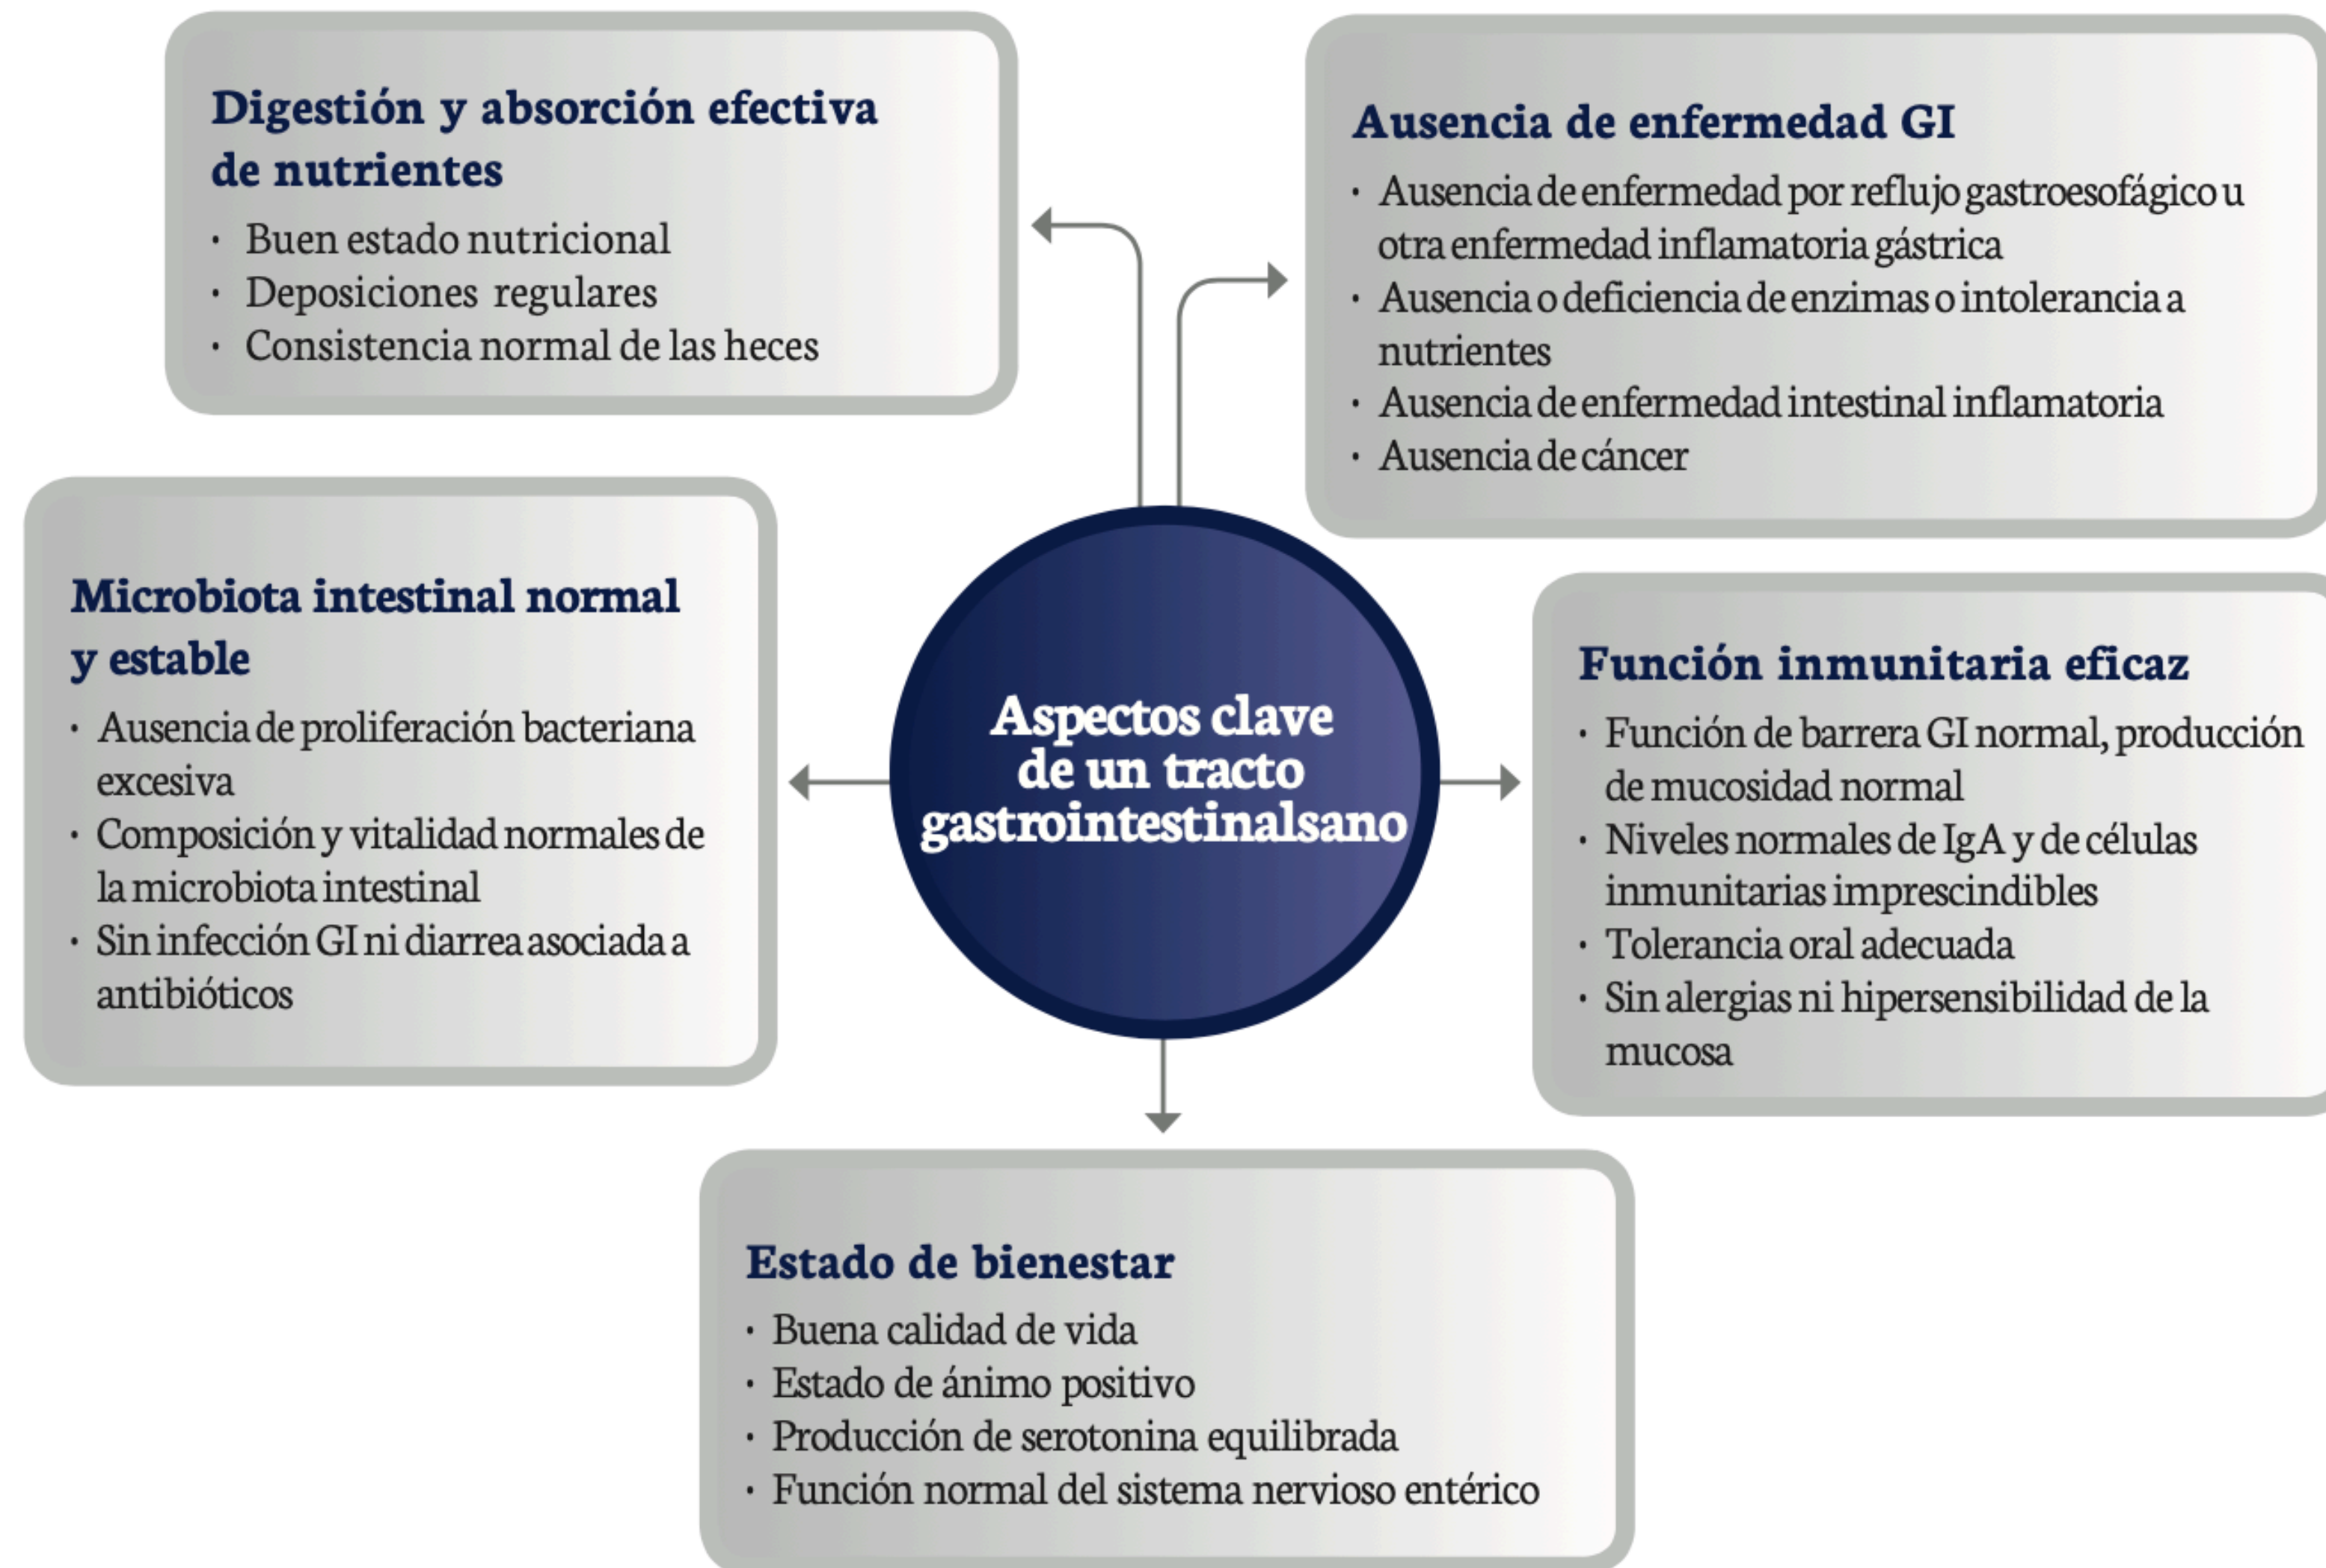 Digestión y absorción efectiva
de nutrientes
· Buen estado nutricional
· Deposiciones regulares
· Consistencia normal de las heces
Ausencia de enfermedad GI
· Ausencia de enfermedad por reflujo gastroesofágico u
otra enfermedad inflamatoria gástrica
· Ausencia o deficiencia de enzimas o intolerancia a
nutrientes
· Ausencia de enfermedad intestinal inflamatoria
· Ausencia de cáncer
Microbiota intestinal normal
y estable
· Ausencia de proliferación bacteriana
excesiva
· Composición y vitalidad normales de
la microbiota intestinal
· Sin infección GI ni diarrea asociada a
antibióticos
Aspectos clave
de un tracto
gastrointestinalsano
Función inmunitaria eficaz
· Función de barrera GI normal, producción
de mucosidad normal
· Niveles normales de IgA y de células
inmunitarias imprescindibles
· Tolerancia oral adecuada
· Sin alergias ni hipersensibilidad de la
mucosa
Estado de bienestar
· Buena calidad de vida
· Estado de ánimo positivo
· Producción de serotonina equilibrada
· Función normal del sistema nervioso entérico